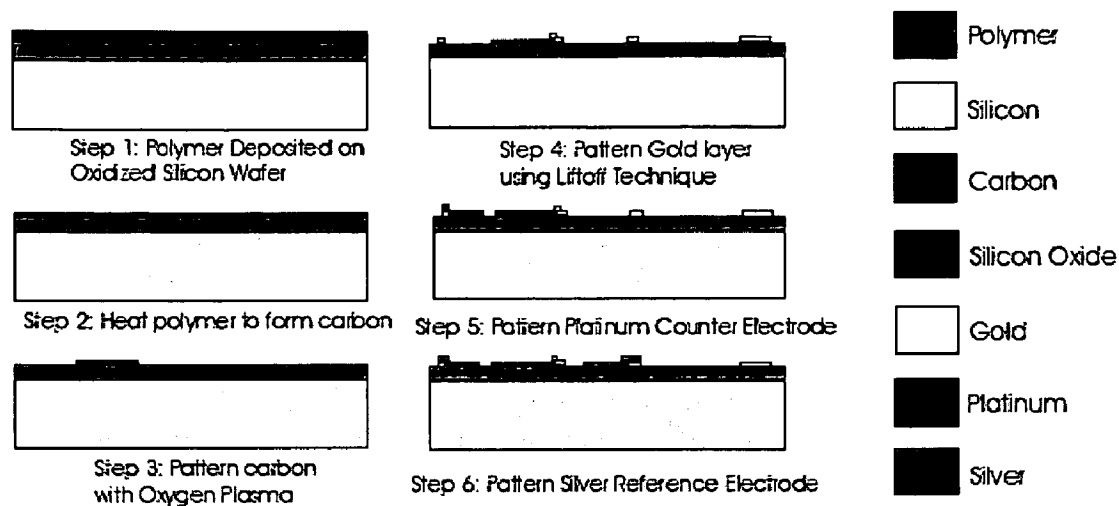 Step 1: Polymer Deposited on
Oxidized Silicon Wafer
Step 2: Heat polymer to form carbon
Step 3: Pattern carbon
with Oxygen Plasma
Step 4: Pattern Gold layer
using Liftoff Technique
Step 5: Pattern Platinum Counter Electrode
Step 6: Pattern Silver Reference Electrode
Polymer
Silicon
Carbon
Silicon Oxide
Gold
Platinum
Silver